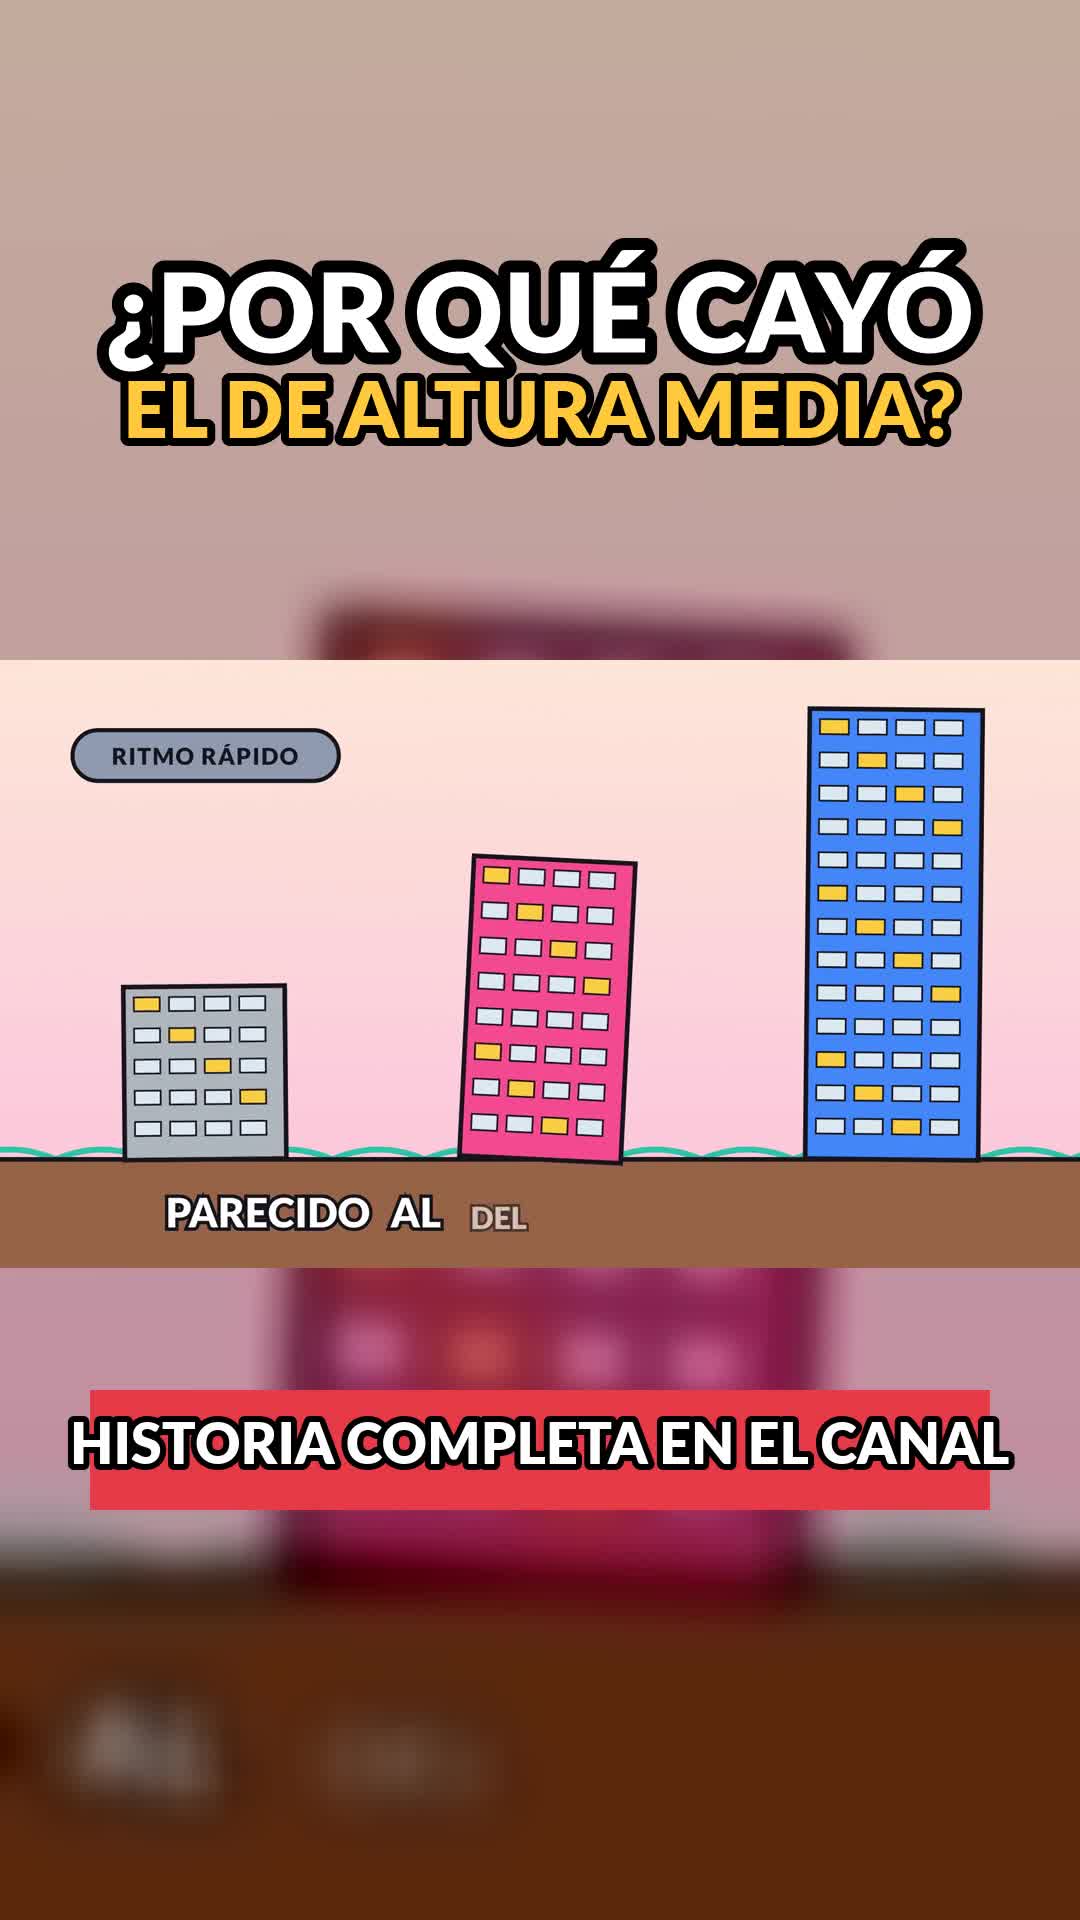 ¿POR QUÉ CAYÓ
EL DE ALTURA MEDIA?
RITMO RÁPIDO
PARECIDO AL DEL
HISTORIA COMPLETA EN EL CANAL